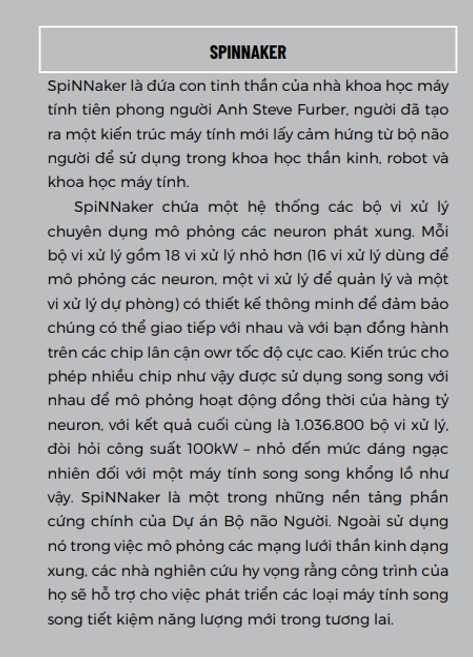 SPINNAKER
SpiNNaker là đứa con tinh thần của nhà khoa học máy
tính tiên phong người Anh Steve Furber, người đã tạo
ra một kiến trúc máy tính mới lấy cảm hứng từ bộ não
người để sử dụng trong khoa học thần kinh, robot và
khoa học máy tính.
SpiNNaker chứa một hệ thống các bộ vi xử lý
chuyên dụng mô phỏng các neuron phát xung. Mỗi
bộ vi xử lý gồm 18 vi xử lý nhỏ hơn (16 vi xử lý dùng để
mô phỏng các neuron, một vi xử lý để quản lý và một
vi xử lý dự phòng) có thiết kế thông minh để đảm bảo
chúng có thể giao tiếp với nhau và với bạn đồng hành
trên các chip lân cận owr tốc độ cực cao. Kiến trúc cho
phép nhiều chip như vậy được sử dụng song song với
nhau để mô phỏng hoạt động đồng thời của hàng tỷ
neuron, với kết quả cuối cùng là 1.036.800 bộ vi xử lý,
đòi hỏi công suất 100kW – nhỏ đến mức đáng ngạc
nhiên đối với một máy tính song song khổng lồ như
vậy. SpiNNaker là một trong những nền tảng phần
cứng chính của Dự án Bộ não Người. Ngoài sử dụng
nó trong việc mô phỏng các mạng lưới thần kinh dạng
xung, các nhà nghiên cứu hy vọng rằng công trình của
họ sẽ hỗ trợ cho việc phát triển các loại máy tính song
song tiết kiệm năng lượng mới trong tương lai.